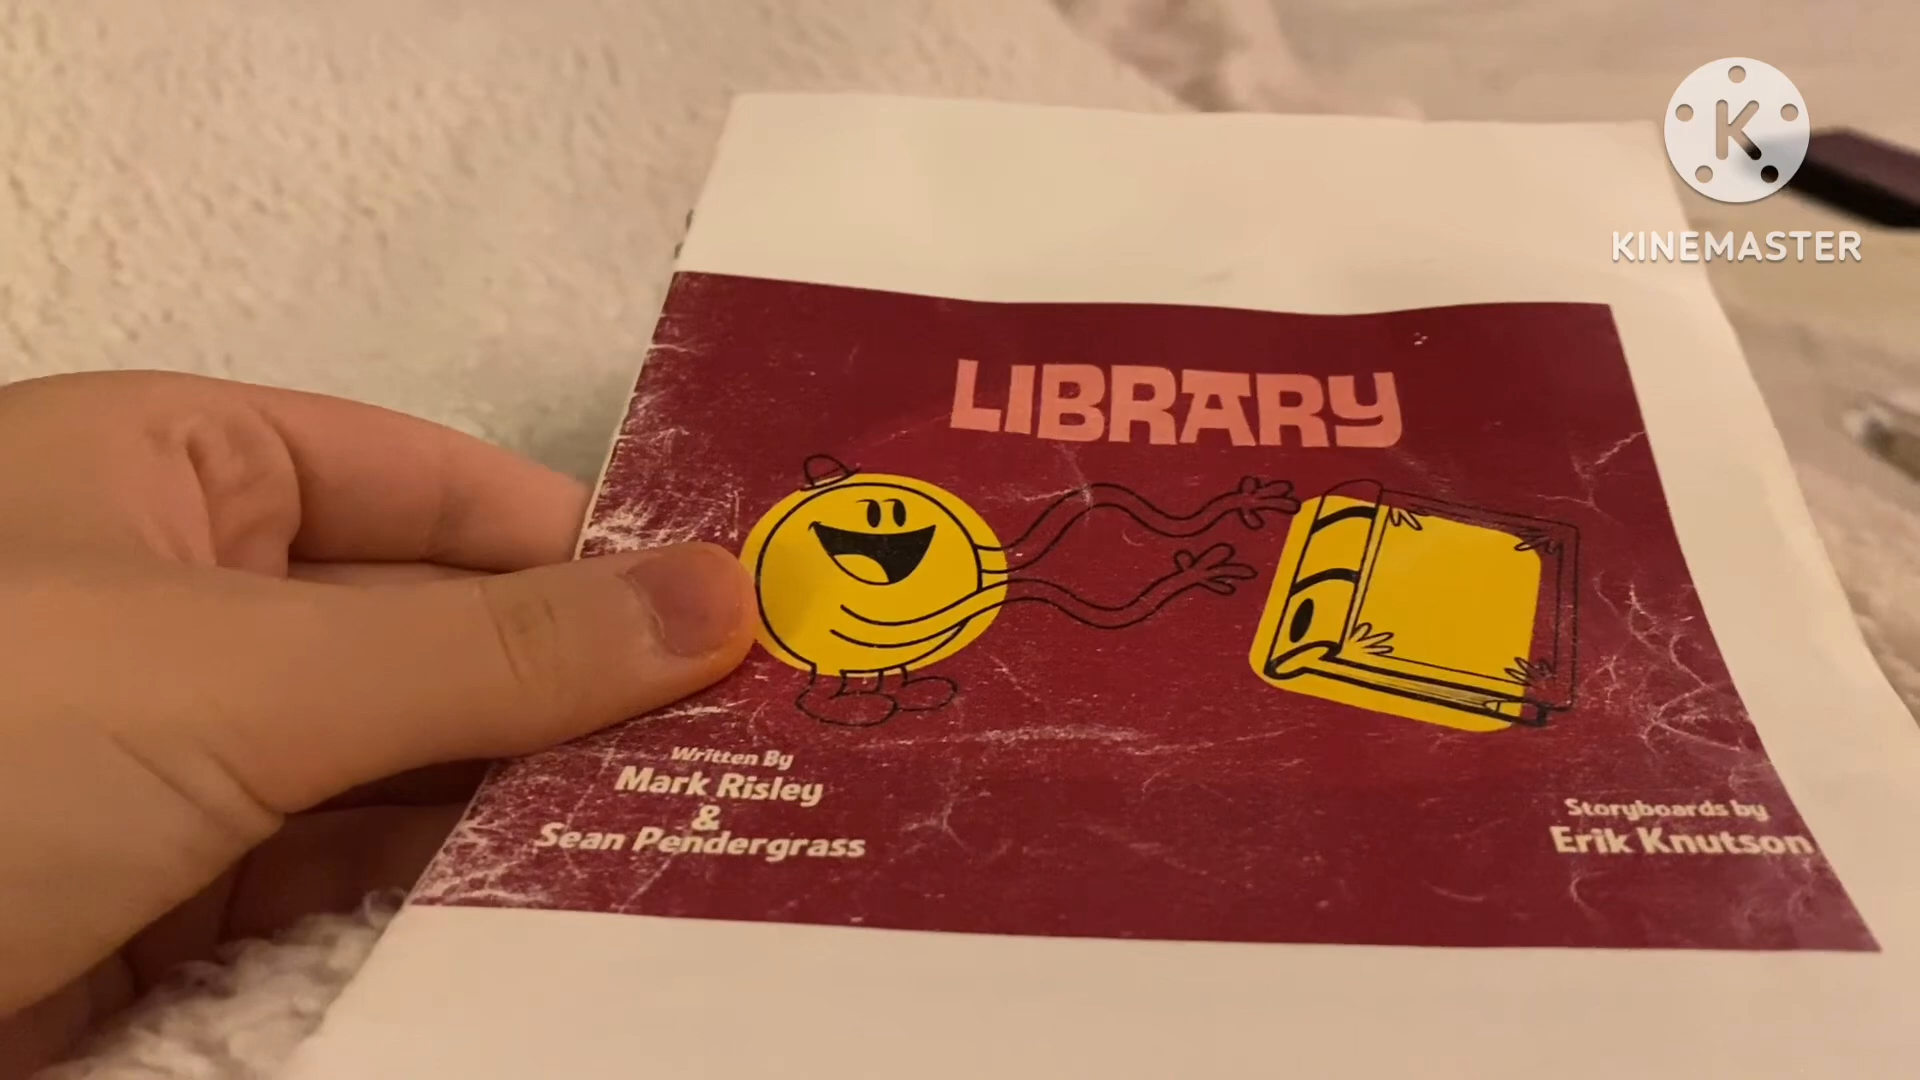 K
KINEMASTER
LIBRARY
Written By
Mark Risley
&
Sean Pendergrass
Storyboards by
Erik Knutson